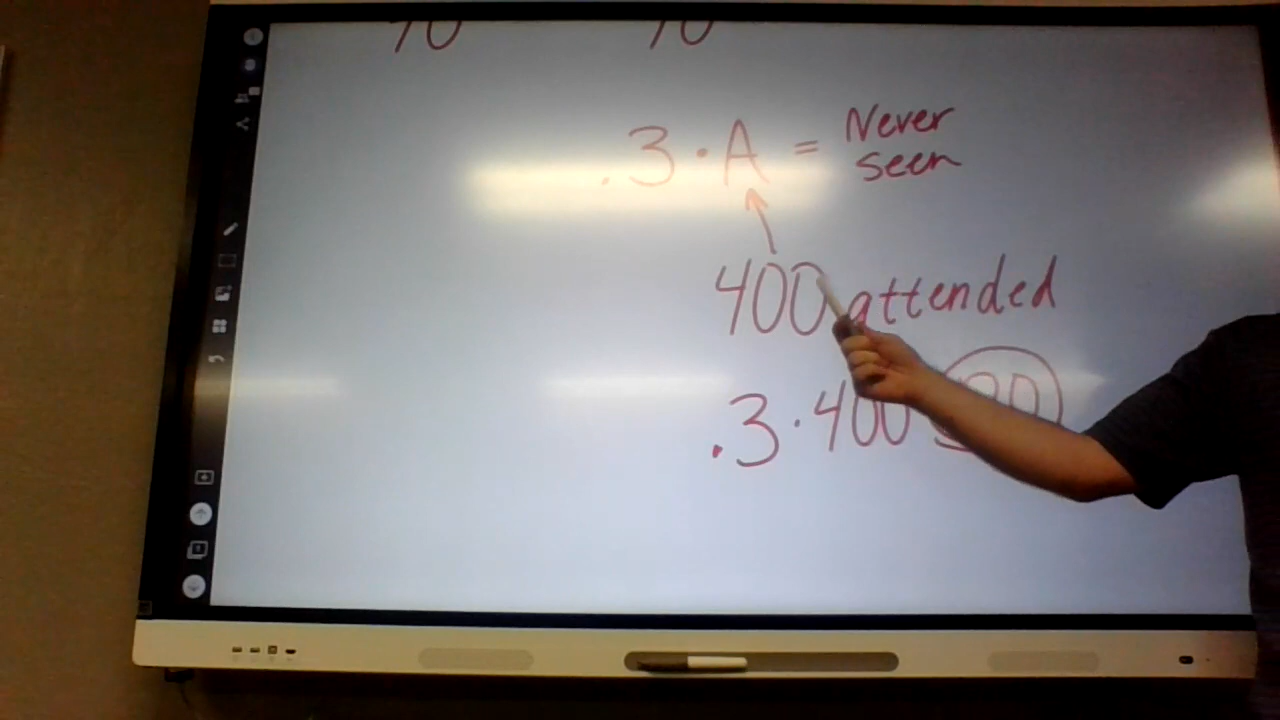 .3 · A = Never seen
400 attended
.3 · 400